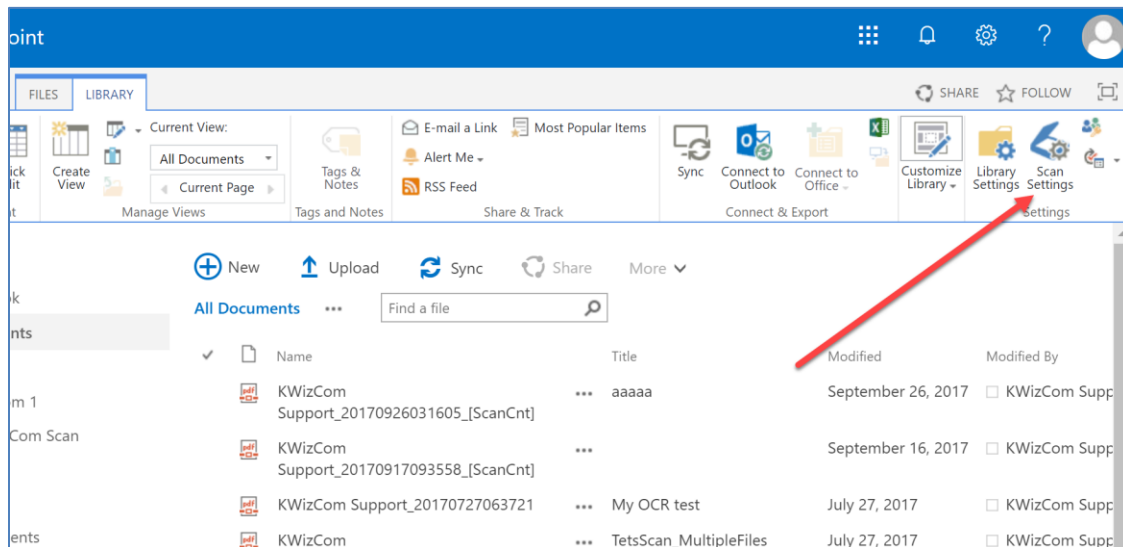 oint
FILES LIBRARY
SHARE FOLLOW
ick
lit
Create
View
Current View:
All Documents
Current Page
Manage Views
Tags &
Notes
Tags and Notes
E-mail a Link Most Popular Items
Alert Me
RSS Feed
Share & Track
Sync
Connect to
Outlook
Connect to
Office
Connect & Export
Customize
Library
Library
Settings
Scan
Settings
Settings
New Upload Sync Share More
All Documents ... Find a file
k
nts
m 1
Com Scan
ents
Name Title Modified Modified By
KWizCom
Support_20170926031605_[ScanCnt] ... aaaaa September 26, 2017 KWizCom Supp
KWizCom
Support_20170917093558_[ScanCnt] ... September 16, 2017 KWizCom Supp
KWizCom Support_20170727063721 ... My OCR test July 27, 2017 KWizCom Supp
KWizCom ... TetsScan_MultipleFiles July 27, 2017 KWizCom Supp